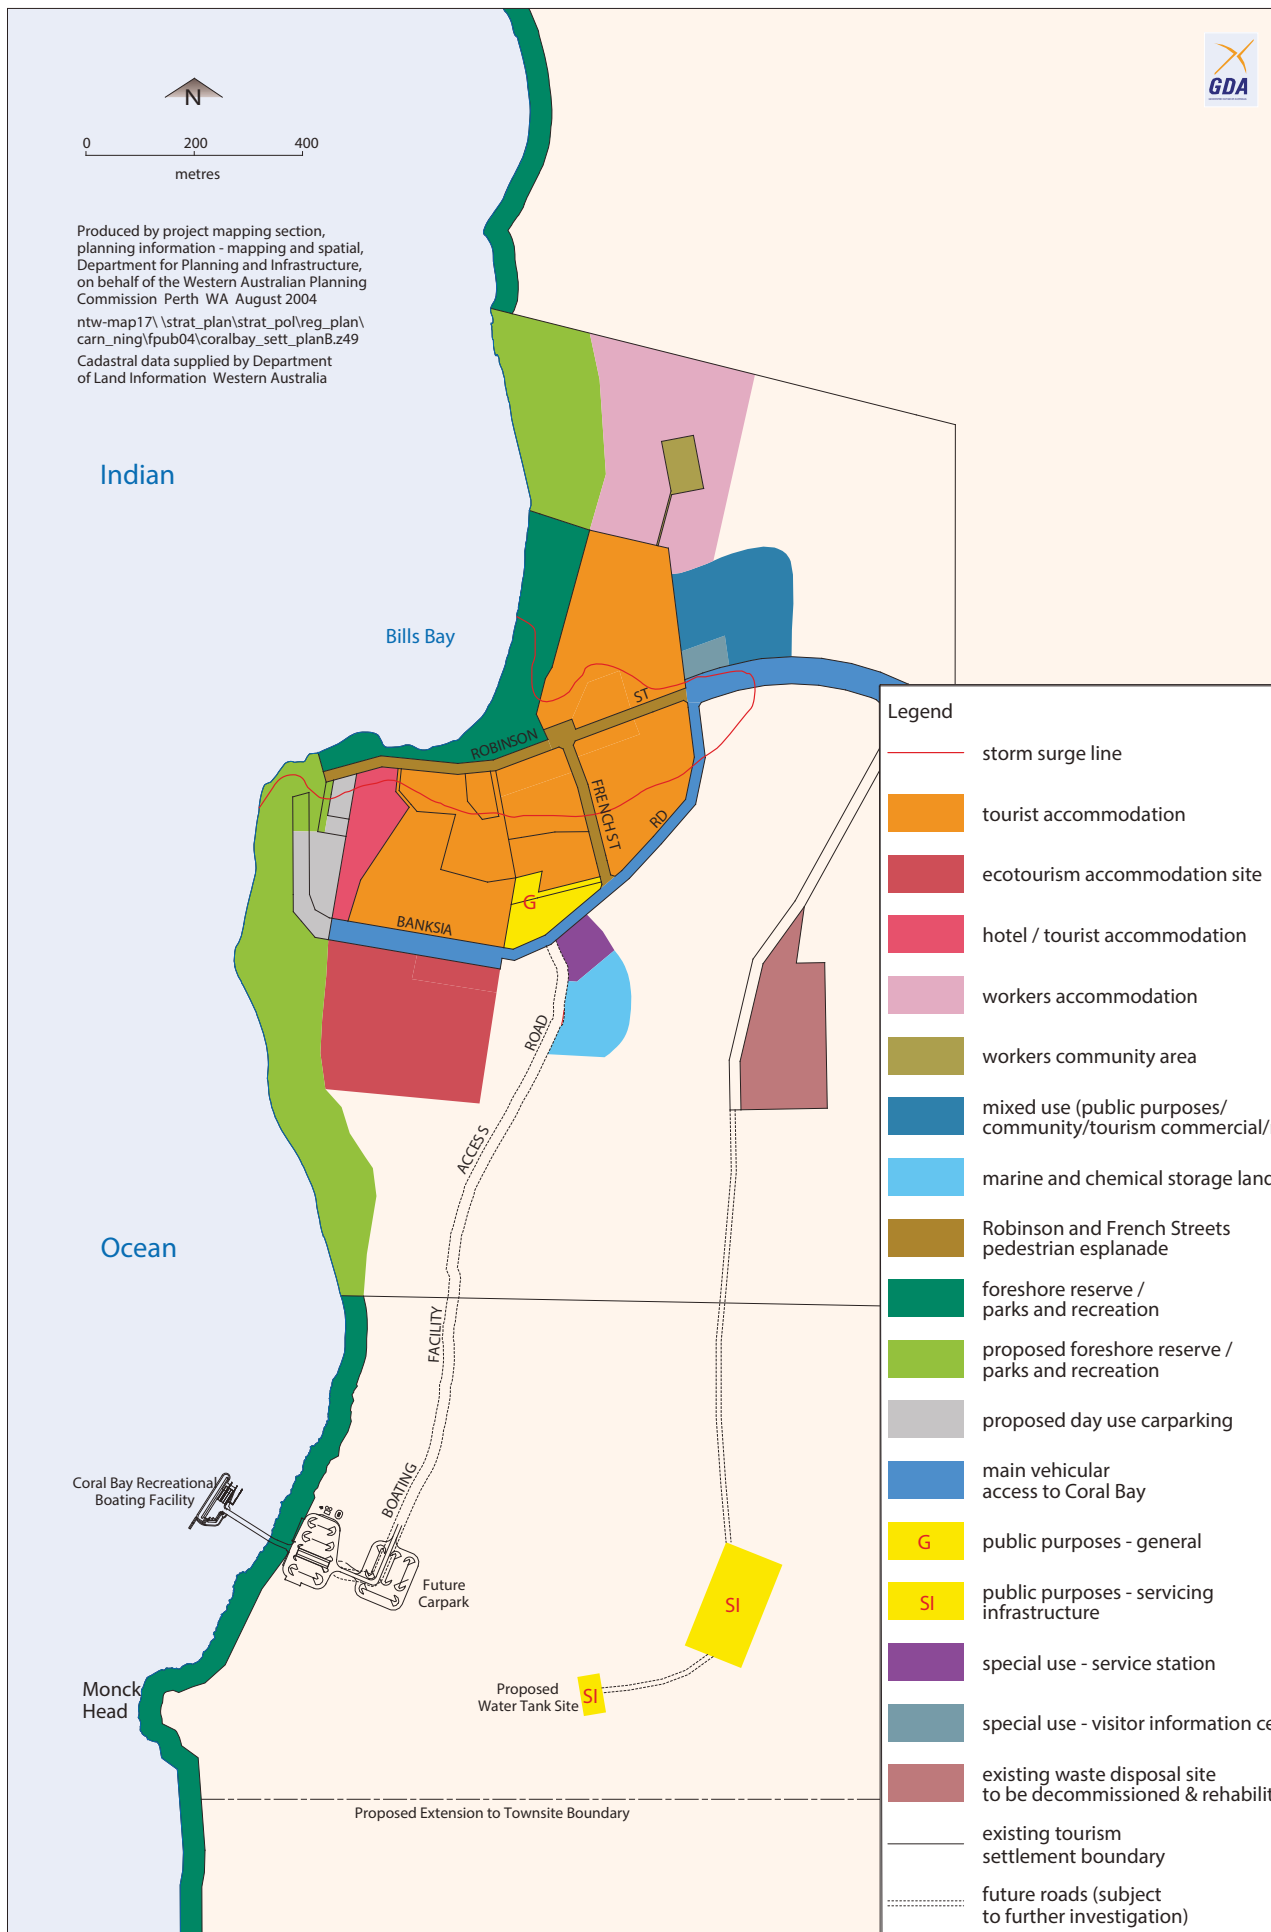 GDA
N
0 200 400
metres
Produced by project mapping section,
planning information - mapping and spatial,
Department for Planning and Infrastructure,
on behalf of the Western Australian Planning
Commission Perth WA August 2004
ntw-map17\ \strat_plan\strat_pol\reg_plan\
carn_ning\fpub04\coralbay_sett_planB.z49
Cadastral data supplied by Department
of Land Information Western Australia
Indian
Bills Bay
ROBINSON
ST
FRENCH ST
RD
BANKSIA
G
ROAD
ACCESS
FACILITY
BOATING
Ocean
Coral Bay Recreational
Boating Facility
Future
Carpark
SI
Proposed
Water Tank Site
SI
Monck
Head
Proposed Extension to Townsite Boundary
Legend
storm surge line
tourist accommodation
ecotourism accommodation site
hotel / tourist accommodation
workers accommodation
workers community area
mixed use (public purposes/
community/tourism commercial/
marine and chemical storage land
Robinson and French Streets
pedestrian esplanade
foreshore reserve /
parks and recreation
proposed foreshore reserve /
parks and recreation
proposed day use carparking
main vehicular
access to Coral Bay
G public purposes - general
SI public purposes - servicing
infrastructure
special use - service station
special use - visitor information ce
existing waste disposal site
to be decommissioned & rehabilit
existing tourism
settlement boundary
future roads (subject
to further investigation)